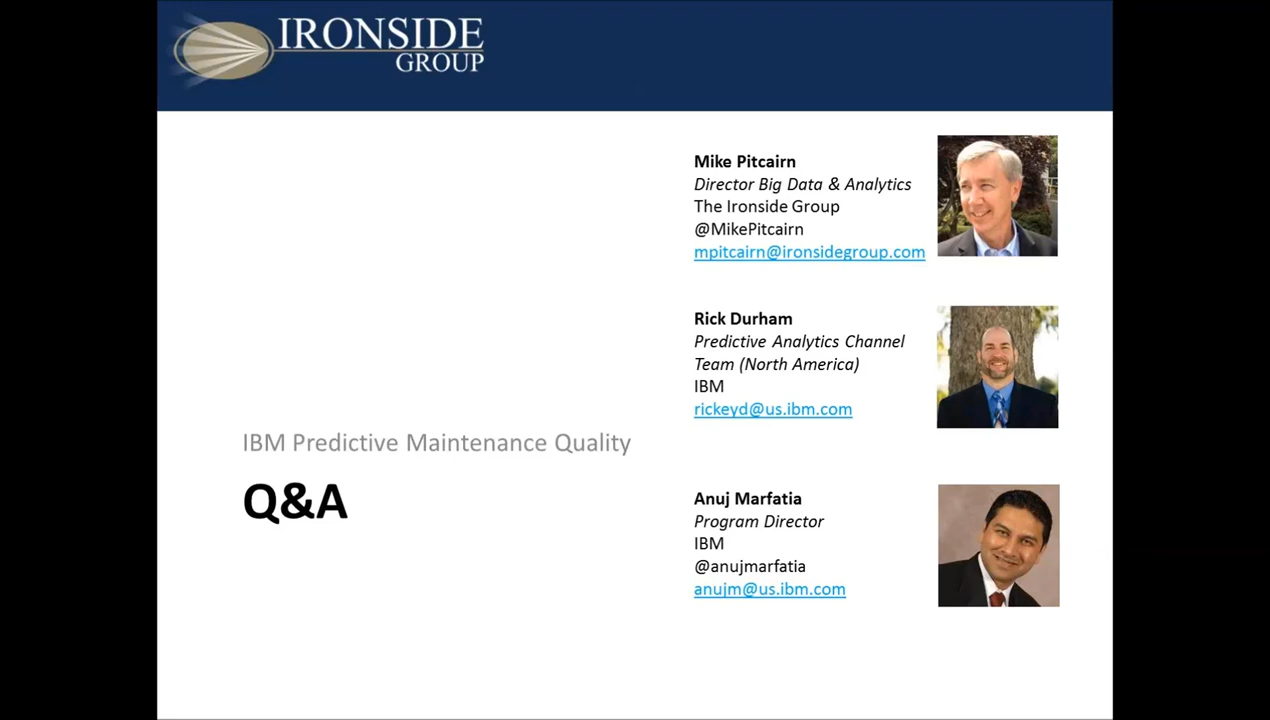 IRONSIDE
GROUP
Mike Pitcairn
Director Big Data & Analytics
The Ironside Group
@MikePitcairn
mpitcairn@ironsidegroup.com
Rick Durham
Predictive Analytics Channel
Team (North America)
IBM
rickeyd@us.ibm.com
IBM Predictive Maintenance Quality
Q&A
Anuj Marfatia
Program Director
IBM
@anujmarfatia
anujm@us.ibm.com